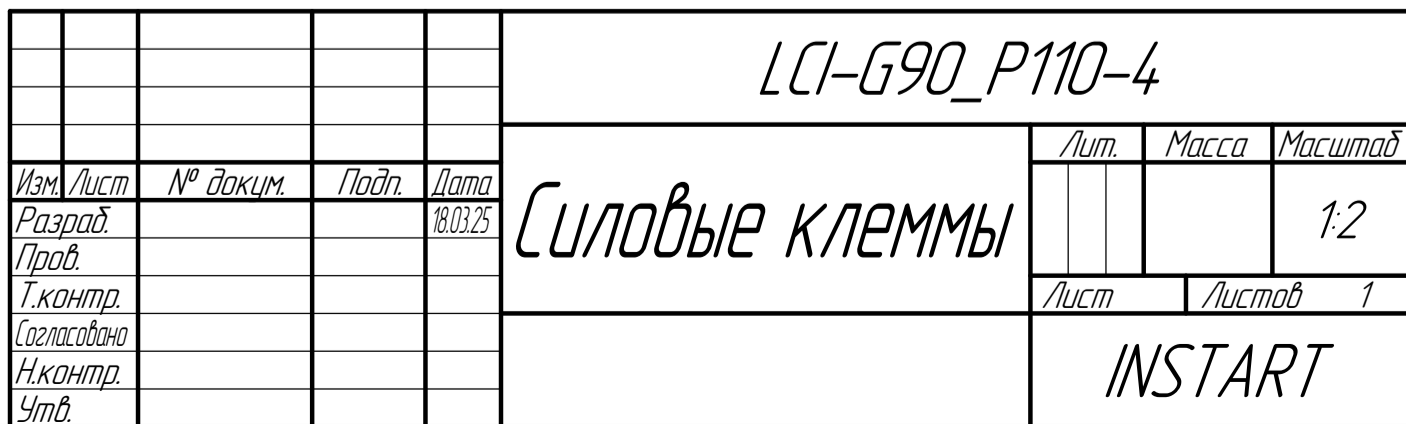 LCI-G90_P110-4
Лит. Масса Масштаб
Изм. Лист № докум. Подп. Дата
Разраб. 18.03.25
Силовые клеммы
1:2
Пров.
Т.контр.
Лист Листов 1
Согласовано
Н.контр.
INSTART
Утв.